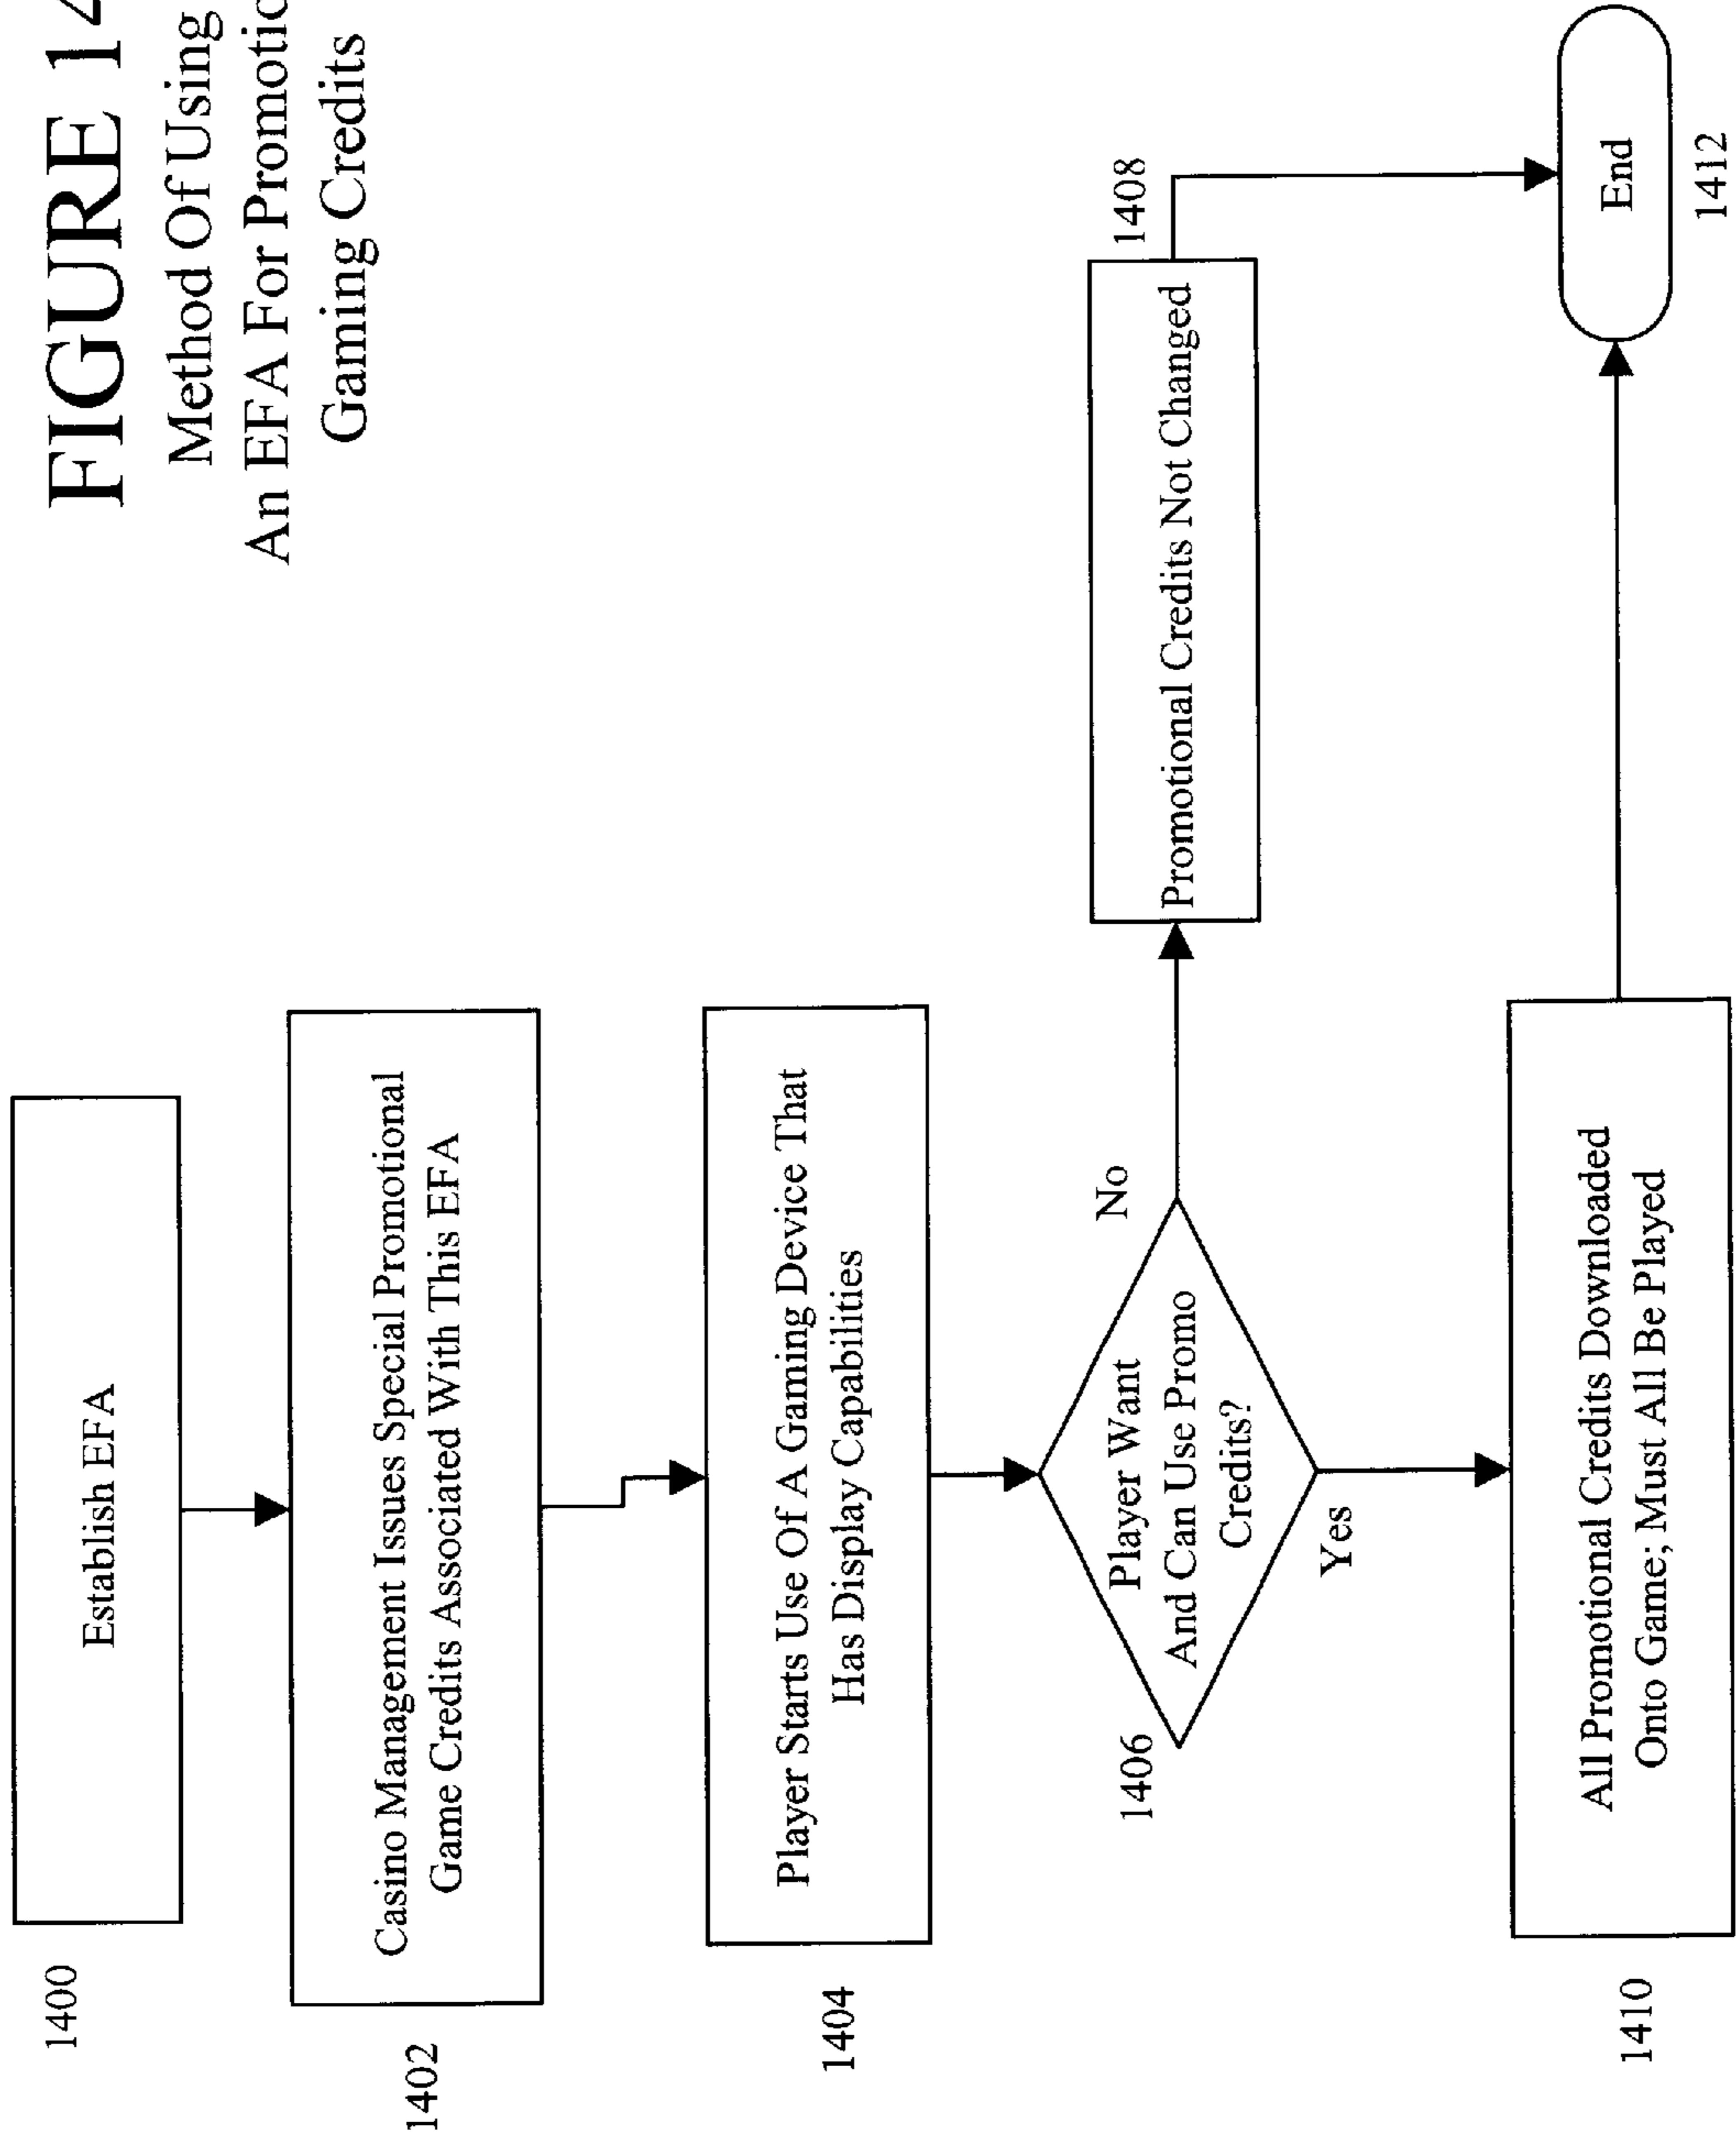 FIGURE 14
Method Of Using
An EFA For
Gaming Credits
1400
Establish EFA
1402
Casino Management Issues Special Promotional
Game Credits Associated With This EFA
1404
Player Starts Use Of A Gaming Device That
Has Display Capabilities
1406
Player Want
And Can Use Promo
Credits?
No
Yes
1408
Promotional Credits Not Changed
1410
All Promotional Credits Downloaded
Onto Game; Must All Be Played
End
1412